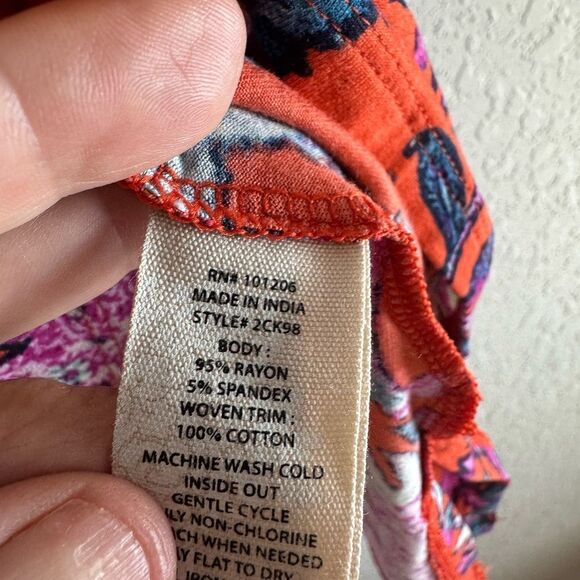 RN# 101206
MADE IN INDIA
STYLE# 2CK98
BODY :
95% RAYON
5% SPANDEX
WOVEN TRIM :
100% COTTON
MACHINE WASH COLD
INSIDE OUT
GENTLE CYCLE
NON-CHLORINE
WHEN NEEDED
FLAT TO DRY